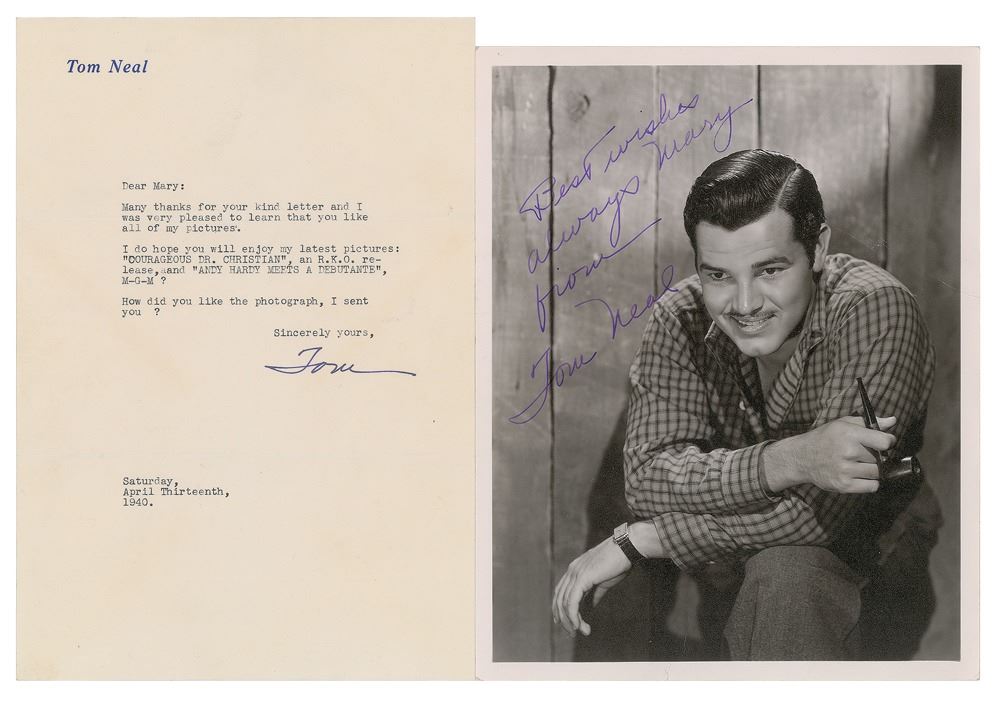 Tom Neal
Dear Mary:
Many thanks for your kind letter and I
was very pleased to learn that you like
all of my pictures.
I do hope you will enjoy my latest pictures:
"COURAGEOUS DR. CHRISTIAN", an R.K.O. re-
lease, and "ANDY HARDY MEETS A DEBUTANTE",
M-G-M ?
How did you like the photograph, I sent
you ?
Sincerely yours,
Tom
Saturday,
April Thirteenth,
1940.
Best wishes
always Mary
from
Tom Neal